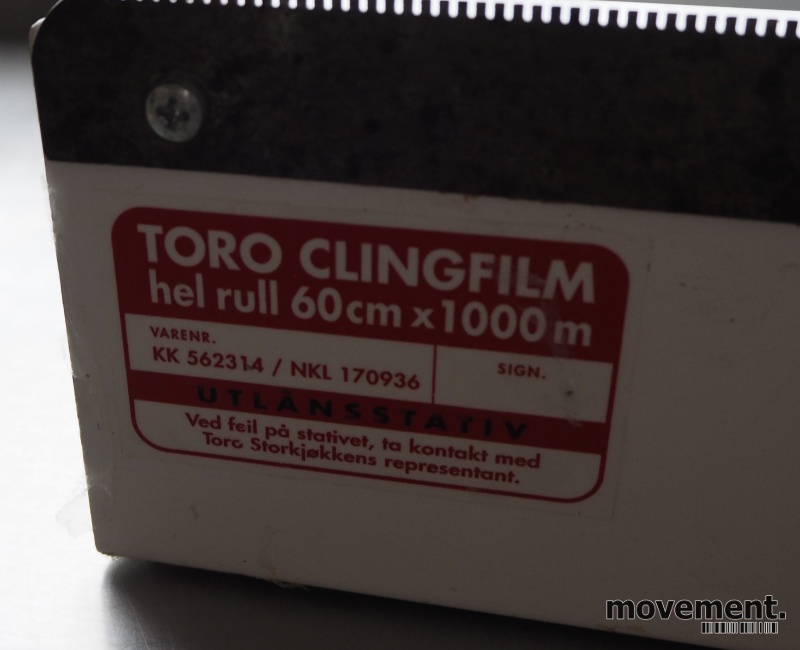 TORO CLINGFILM
hel rull 60cm x 1000m
VARENR.
KK 562314 / NKL 170936
SIGN.
UTLÅNSSTATIV
Ved feil på stativet, ta kontakt med
Toro Storkjøkkens representant.
movement.